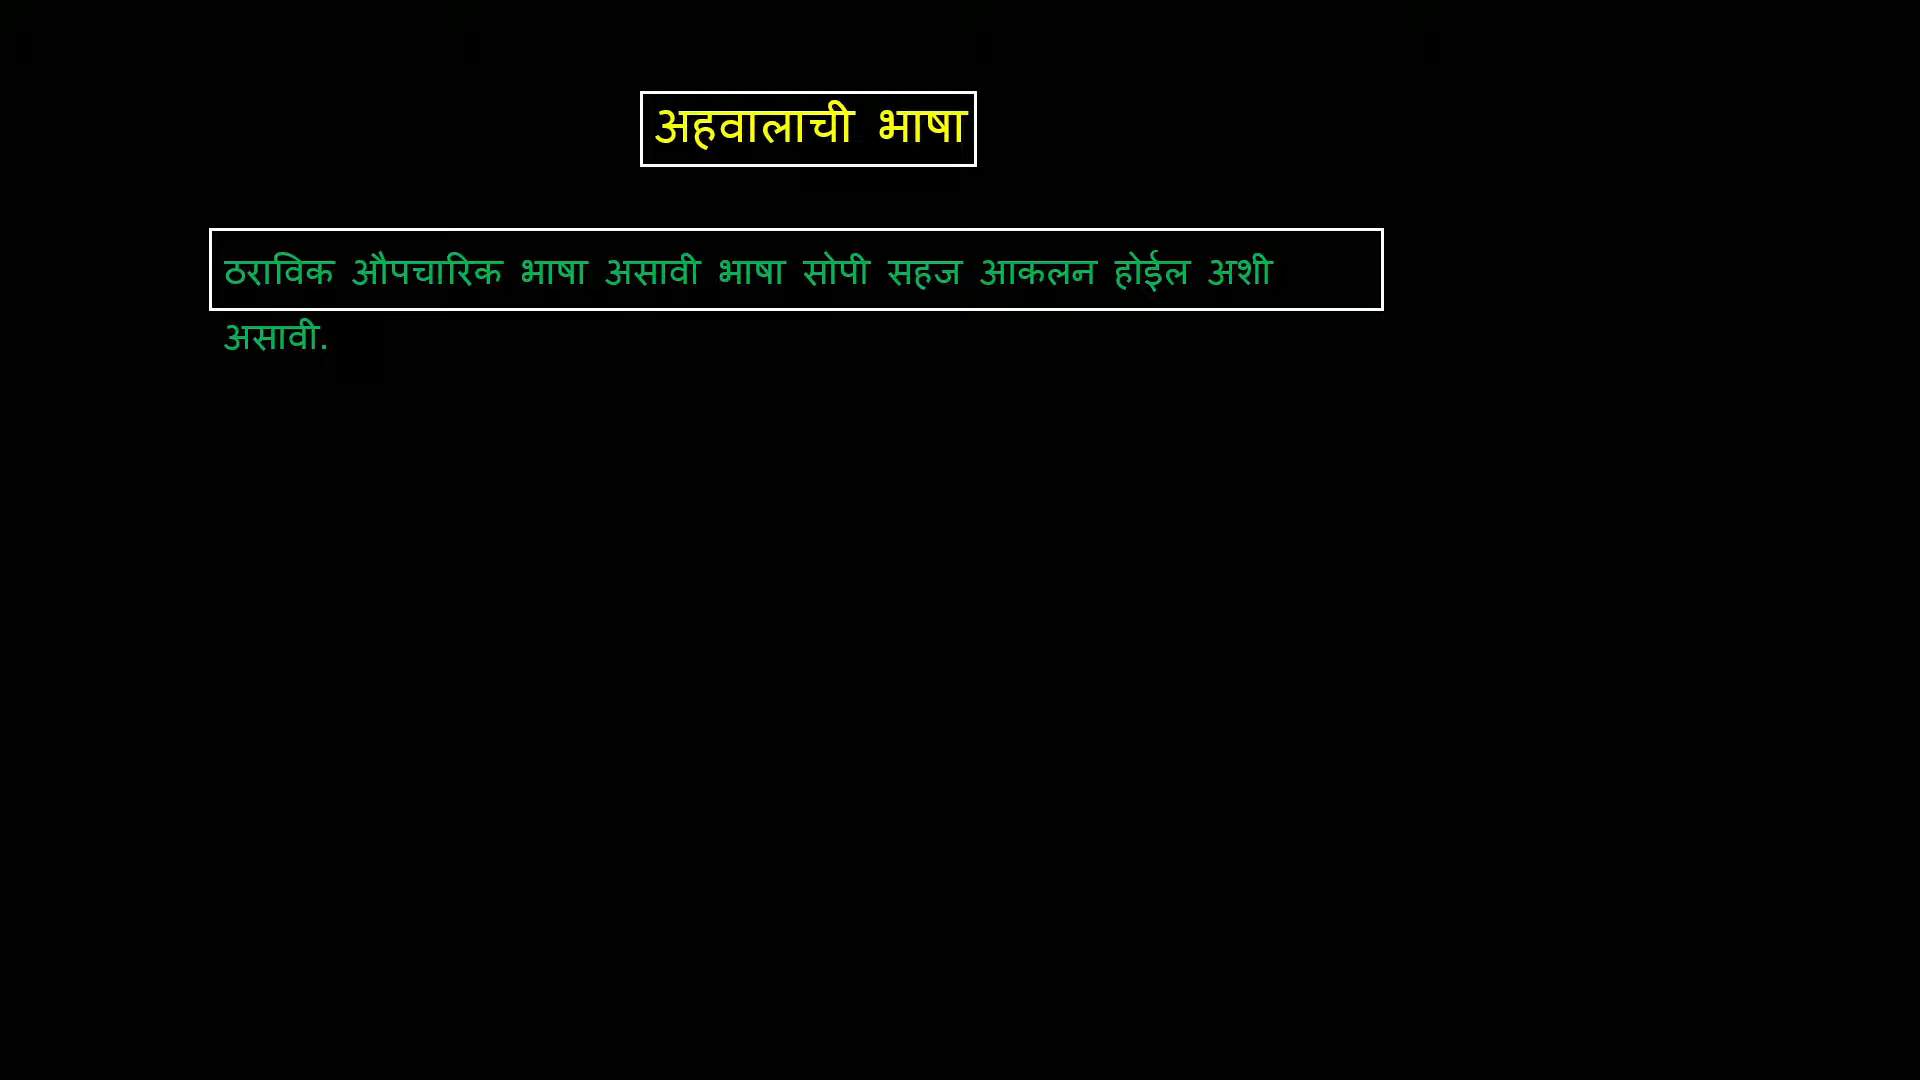 अहवालाची भाषा
ठराविक औपचारिक भाषा असावी भाषा सोपी सहज आकलन होईल अशी
असावी.